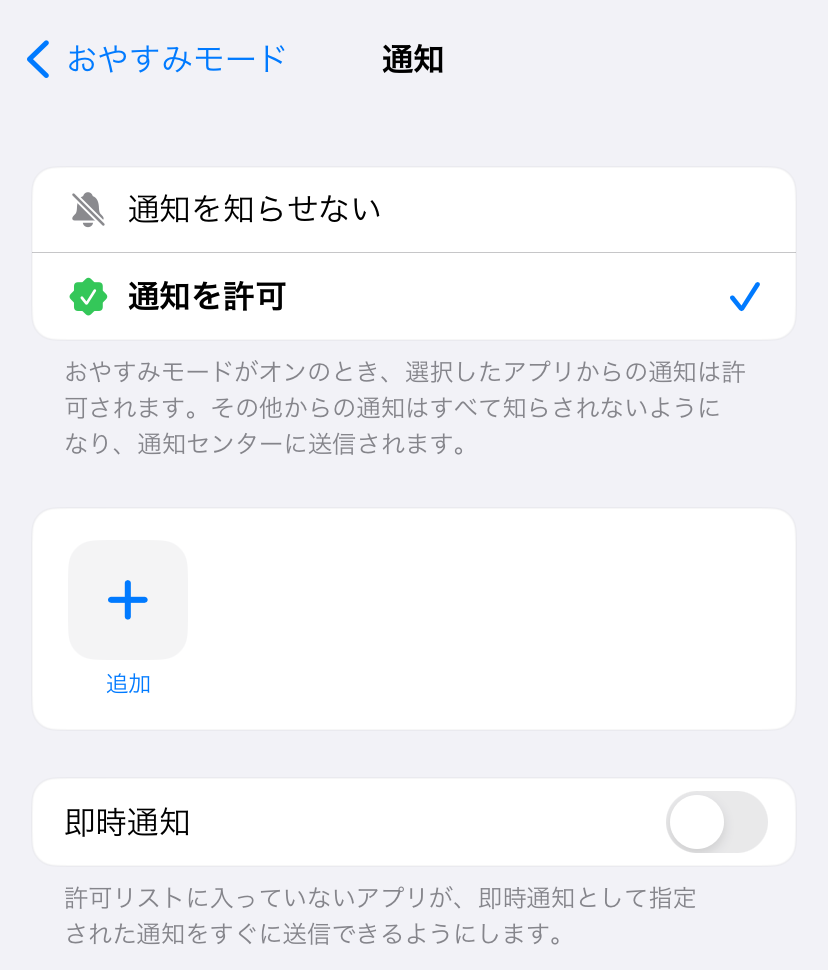 おやすみモード
通知
通知を知らせない
通知を許可
おやすみモードがオンのとき、選択したアプリからの通知は許
可されます。その他からの通知はすべて知らされないように
なり、通知センターに送信されます。
追加
即時通知
許可リストに入っていないアプリが、即時通知として指定
された通知をすぐに送信できるようにします。